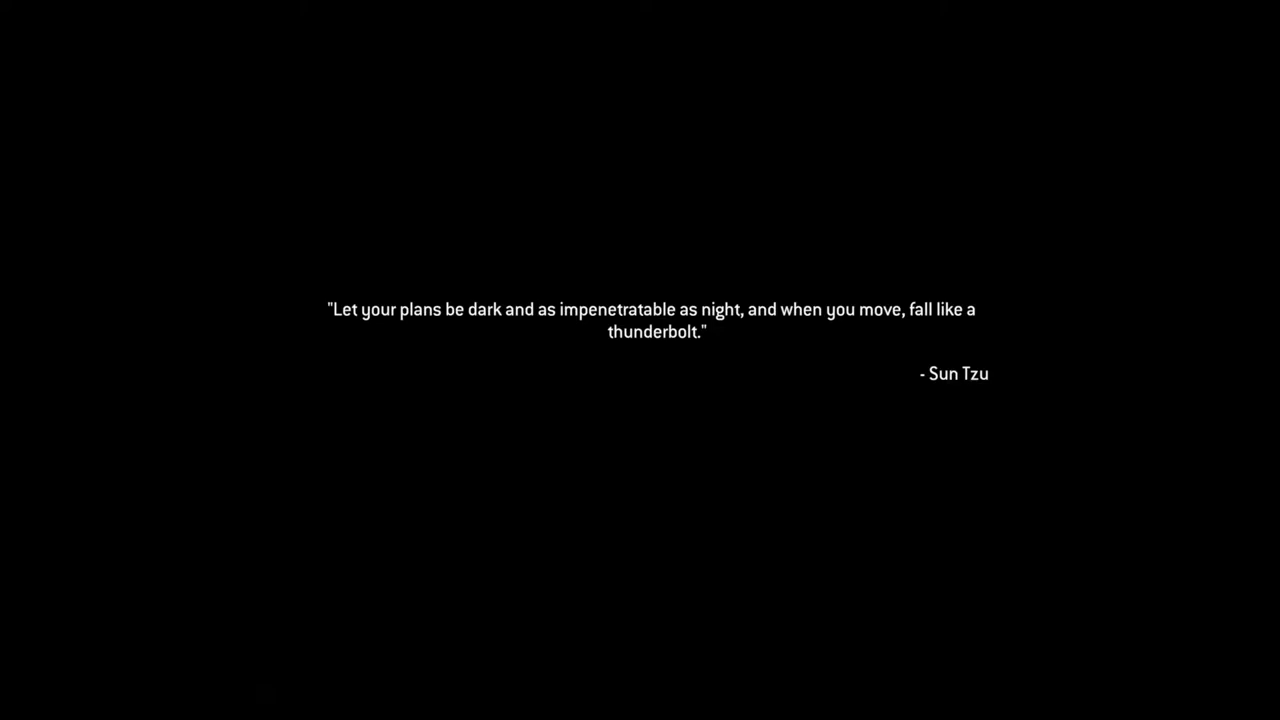 "Let your plans be dark and as impenetratable as night, and when you move, fall like a
thunderbolt."
- Sun Tzu